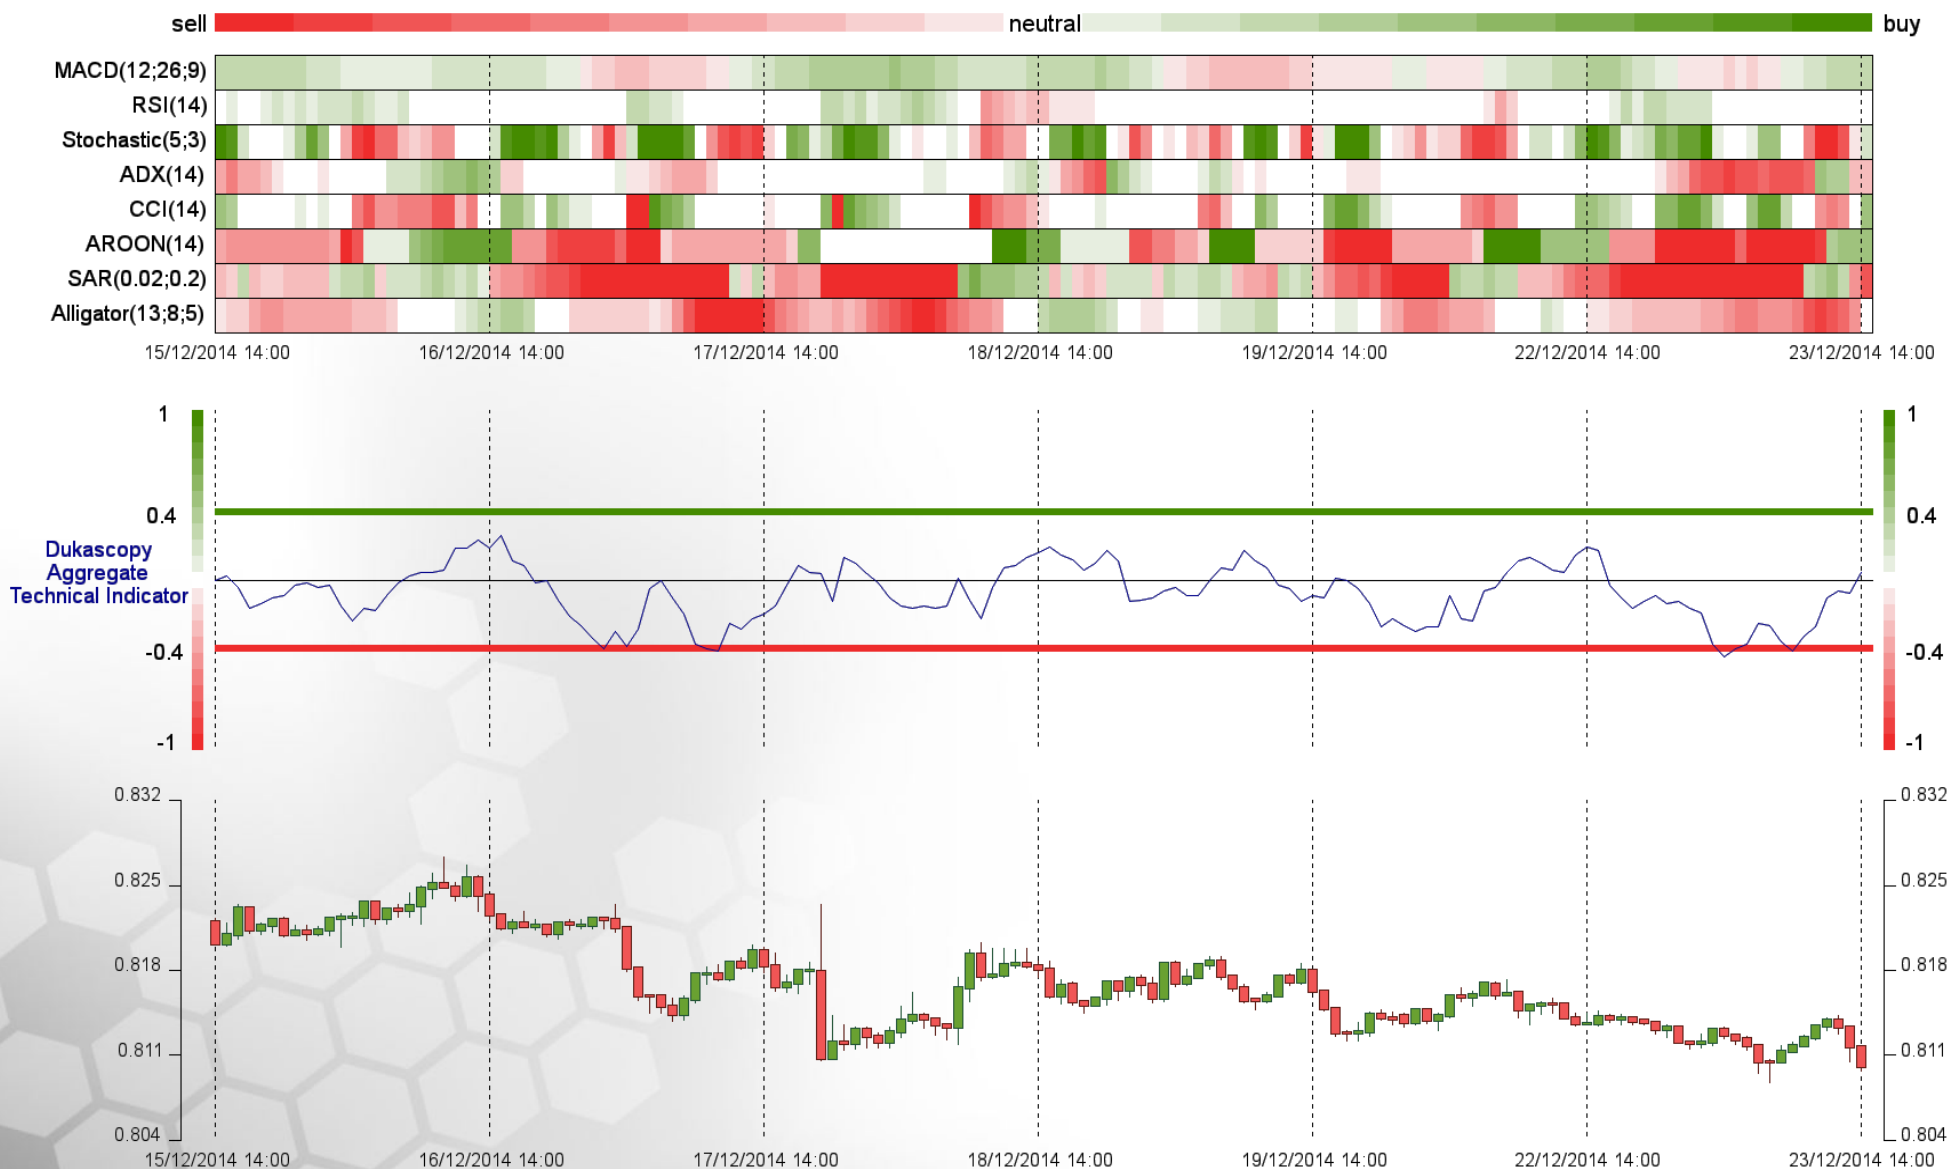 sell neutral buy
MACD(12;26;9)
RSI(14)
Stochastic(5;3)
ADX(14)
CCI(14)
AROON(14)
SAR(0.02;0.2)
Alligator(13;8;5)
15/12/2014 14:00 16/12/2014 14:00 17/12/2014 14:00 18/12/2014 14:00 19/12/2014 14:00 22/12/2014 14:00 23/12/2014 14:00
1 1
0.4 0.4
Dukascopy
Aggregate
Technical Indicator
-0.4 -0.4
-1 -1
0.832 0.832
0.825 0.825
0.818 0.818
0.811 0.811
0.804 0.804
15/12/2014 14:00 16/12/2014 14:00 17/12/2014 14:00 18/12/2014 14:00 19/12/2014 14:00 22/12/2014 14:00 23/12/2014 14:00